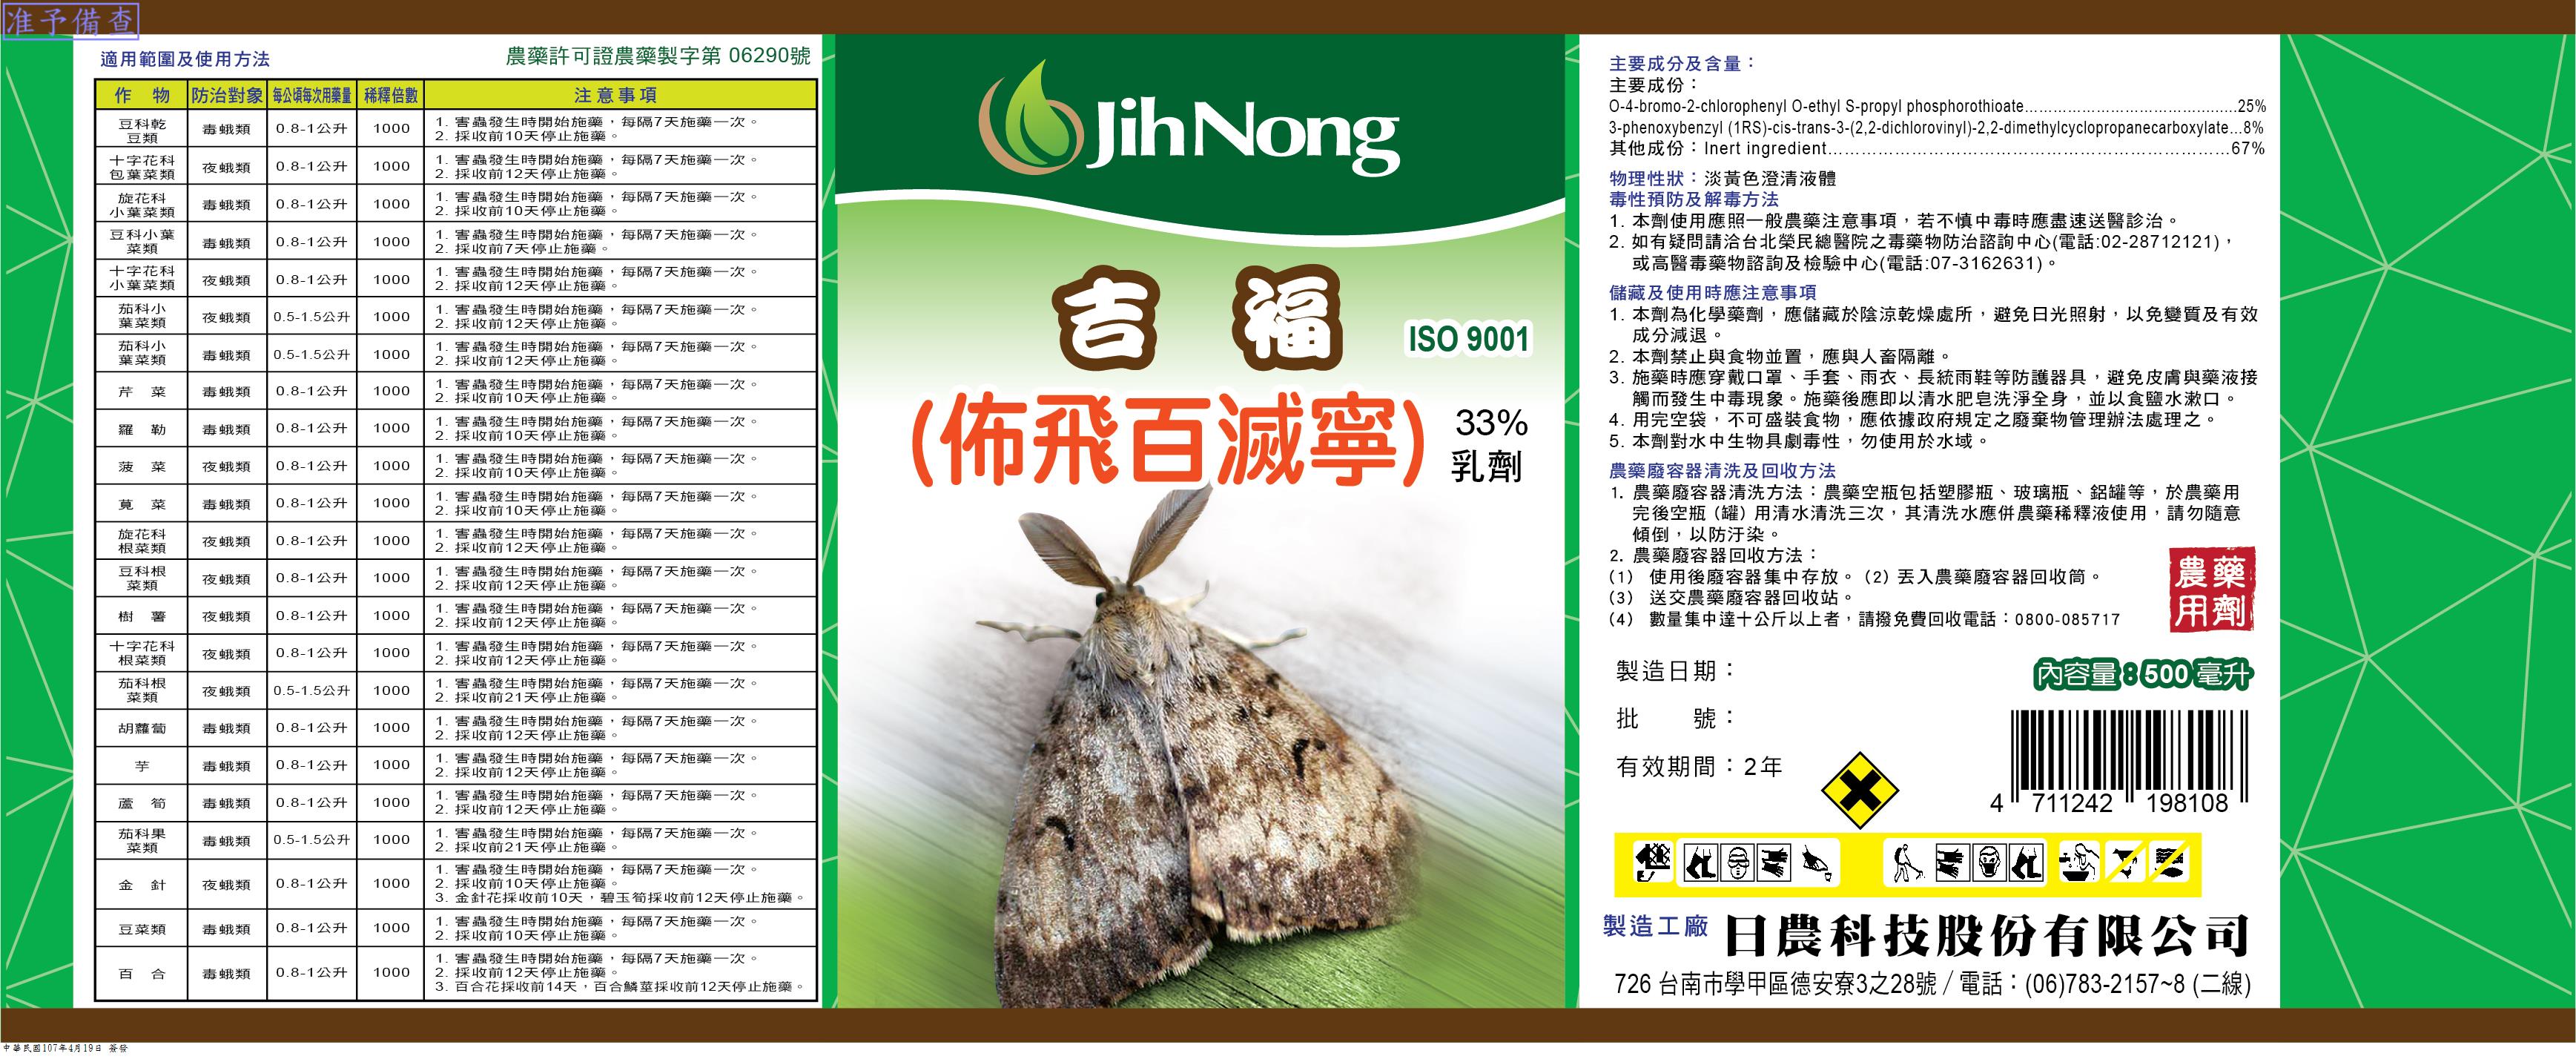 准予備查
適用範圍及使用方法
農藥許可證農藥製字第 06290號
作 物 防治對象 每公頃每次用藥量 稀釋倍數 注意事項
豆科乾
豆類
毒蛾類 0.8-1公升 1000
1. 害蟲發生時開始施藥，每隔7天施藥一次。
2. 採收前10天停止施藥。
十字花科
包葉菜類
夜蛾類 0.8-1公升 1000
1. 害蟲發生時開始施藥，每隔7天施藥一次。
2. 採收前12天停止施藥。
旋花科
小葉菜類
毒蛾類 0.8-1公升 1000
1. 害蟲發生時開始施藥，每隔7天施藥一次。
2. 採收前10天停止施藥。
豆科小葉
菜類
毒蛾類 0.8-1公升 1000
1. 害蟲發生時開始施藥，每隔7天施藥一次。
2. 採收前7天停止施藥。
十字花科
小葉菜類
夜蛾類 0.8-1公升 1000
1. 害蟲發生時開始施藥，每隔7天施藥一次。
2. 採收前12天停止施藥。
茄科小
葉菜類
夜蛾類 0.5-1.5公升 1000
1. 害蟲發生時開始施藥，每隔7天施藥一次。
2. 採收前12天停止施藥。
茄科小
葉菜類
毒蛾類 0.5-1.5公升 1000
1. 害蟲發生時開始施藥，每隔7天施藥一次。
2. 採收前12天停止施藥。
芹 菜 毒蛾類 0.8-1公升 1000
1. 害蟲發生時開始施藥，每隔7天施藥一次。
2. 採收前10天停止施藥。
羅 勒 毒蛾類 0.8-1公升 1000
1. 害蟲發生時開始施藥，每隔7天施藥一次。
2. 採收前10天停止施藥。
菠 菜 夜蛾類 0.8-1公升 1000
1. 害蟲發生時開始施藥，每隔7天施藥一次。
2. 採收前10天停止施藥。
莧 菜 毒蛾類 0.8-1公升 1000
1. 害蟲發生時開始施藥，每隔7天施藥一次。
2. 採收前10天停止施藥。
旋花科
根菜類
夜蛾類 0.8-1公升 1000
1. 害蟲發生時開始施藥，每隔7天施藥一次。
2. 採收前12天停止施藥。
豆科根
菜類
夜蛾類 0.8-1公升 1000
1. 害蟲發生時開始施藥，每隔7天施藥一次。
2. 採收前12天停止施藥。
樹 薯 夜蛾類 0.8-1公升 1000
1. 害蟲發生時開始施藥，每隔7天施藥一次。
2. 採收前12天停止施藥。
十字花科
根菜類
夜蛾類 0.8-1公升 1000
1. 害蟲發生時開始施藥，每隔7天施藥一次。
2. 採收前12天停止施藥。
茄科根
菜類
夜蛾類 0.5-1.5公升 1000
1. 害蟲發生時開始施藥，每隔7天施藥一次。
2. 採收前21天停止施藥。
胡蘿蔔 毒蛾類 0.8-1公升 1000
1. 害蟲發生時開始施藥，每隔7天施藥一次。
2. 採收前12天停止施藥。
芋 毒蛾類 0.8-1公升 1000
1. 害蟲發生時開始施藥，每隔7天施藥一次。
2. 採收前12天停止施藥。
蘆 筍 毒蛾類 0.8-1公升 1000
1. 害蟲發生時開始施藥，每隔7天施藥一次。
2. 採收前12天停止施藥。
茄科果
菜類
毒蛾類 0.5-1.5公升 1000
1. 害蟲發生時開始施藥，每隔7天施藥一次。
2. 採收前21天停止施藥。
金 針 夜蛾類 0.8-1公升 1000
1. 害蟲發生時開始施藥，每隔7天施藥一次。
2. 採收前10天停止施藥。
3. 金針花採收前10天，碧玉筍採收前12天停止施藥。
豆菜類 毒蛾類 0.8-1公升 1000
1. 害蟲發生時開始施藥，每隔7天施藥一次。
2. 採收前10天停止施藥。
百 合 毒蛾類 0.8-1公升 1000
1. 害蟲發生時開始施藥，每隔7天施藥一次。
2. 採收前12天停止施藥。
3. 百合花採收前14天，百合鱗莖採收前12天停止施藥。
中華民國107年4月19日 簽發
Jih Nong
吉 福
ISO 9001
(佈飛百滅寧)
33%
乳劑
主要成分及含量：
主要成份：
O-4-bromo-2-chlorophenyl O-ethyl S-propyl phosphorothioate...........................................25%
3-phenoxybenzyl (1RS)-cis-trans-3-(2,2-dichlorovinyl)-2,2-dimethylcyclopropanecarboxylate...8%
其他成份：Inert ingredient.......................................................................67%
物理性狀：淡黃色澄清液體
毒性預防及解毒方法
1. 本劑使用應照一般農藥注意事項，若不慎中毒時應盡速送醫診治。
2. 如有疑問請洽台北榮民總醫院之毒藥物防治諮詢中心(電話:02-28712121)，
或高醫毒藥物諮詢及檢驗中心(電話:07-3162631)。
儲藏及使用時應注意事項
1. 本劑為化學藥劑，應儲藏於陰涼乾燥處所，避免日光照射，以免變質及有效
成分減退。
2. 本劑禁止與食物並置，應與人畜隔離。
3. 施藥時應穿戴口罩、手套、雨衣、長統雨鞋等防護器具，避免皮膚與藥液接
觸而發生中毒現象。施藥後應即以清水肥皂洗淨全身，並以食鹽水漱口。
4. 用完空袋，不可盛裝食物，應依據政府規定之廢棄物管理辦法處理之。
5. 本劑對水中生物具劇毒性，勿使用於水域。
農藥廢容器清洗及回收方法
1. 農藥廢容器清洗方法：農藥空瓶包括塑膠瓶、玻璃瓶、鋁罐等，於農藥用
完後空瓶 (罐) 用清水清洗三次，其清洗水應併農藥稀釋液使用，請勿隨意
傾倒，以防汙染。
2. 農藥廢容器回收方法：
(1) 使用後廢容器集中存放。 (2) 丟入農藥廢容器回收筒。
(3) 送交農藥廢容器回收站。
(4) 數量集中達十公斤以上者，請撥免費回收電話：0800-085717
農藥
用劑
製造日期：
內容量：500 毫升
批 號：
有效期間：2年
4 711242 198108
製造工廠 日農科技股份有限公司
726 台南市學甲區德安寮3之28號 / 電話：(06)783-2157~8 (二線)